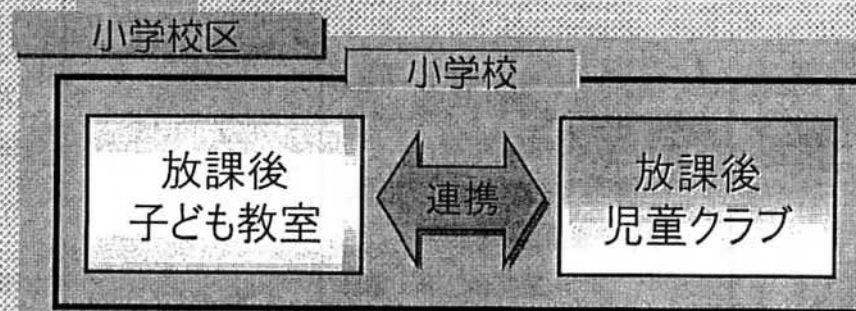 小学校区
小学校
放課後
子ども教室
連携
放課後
児童クラブ